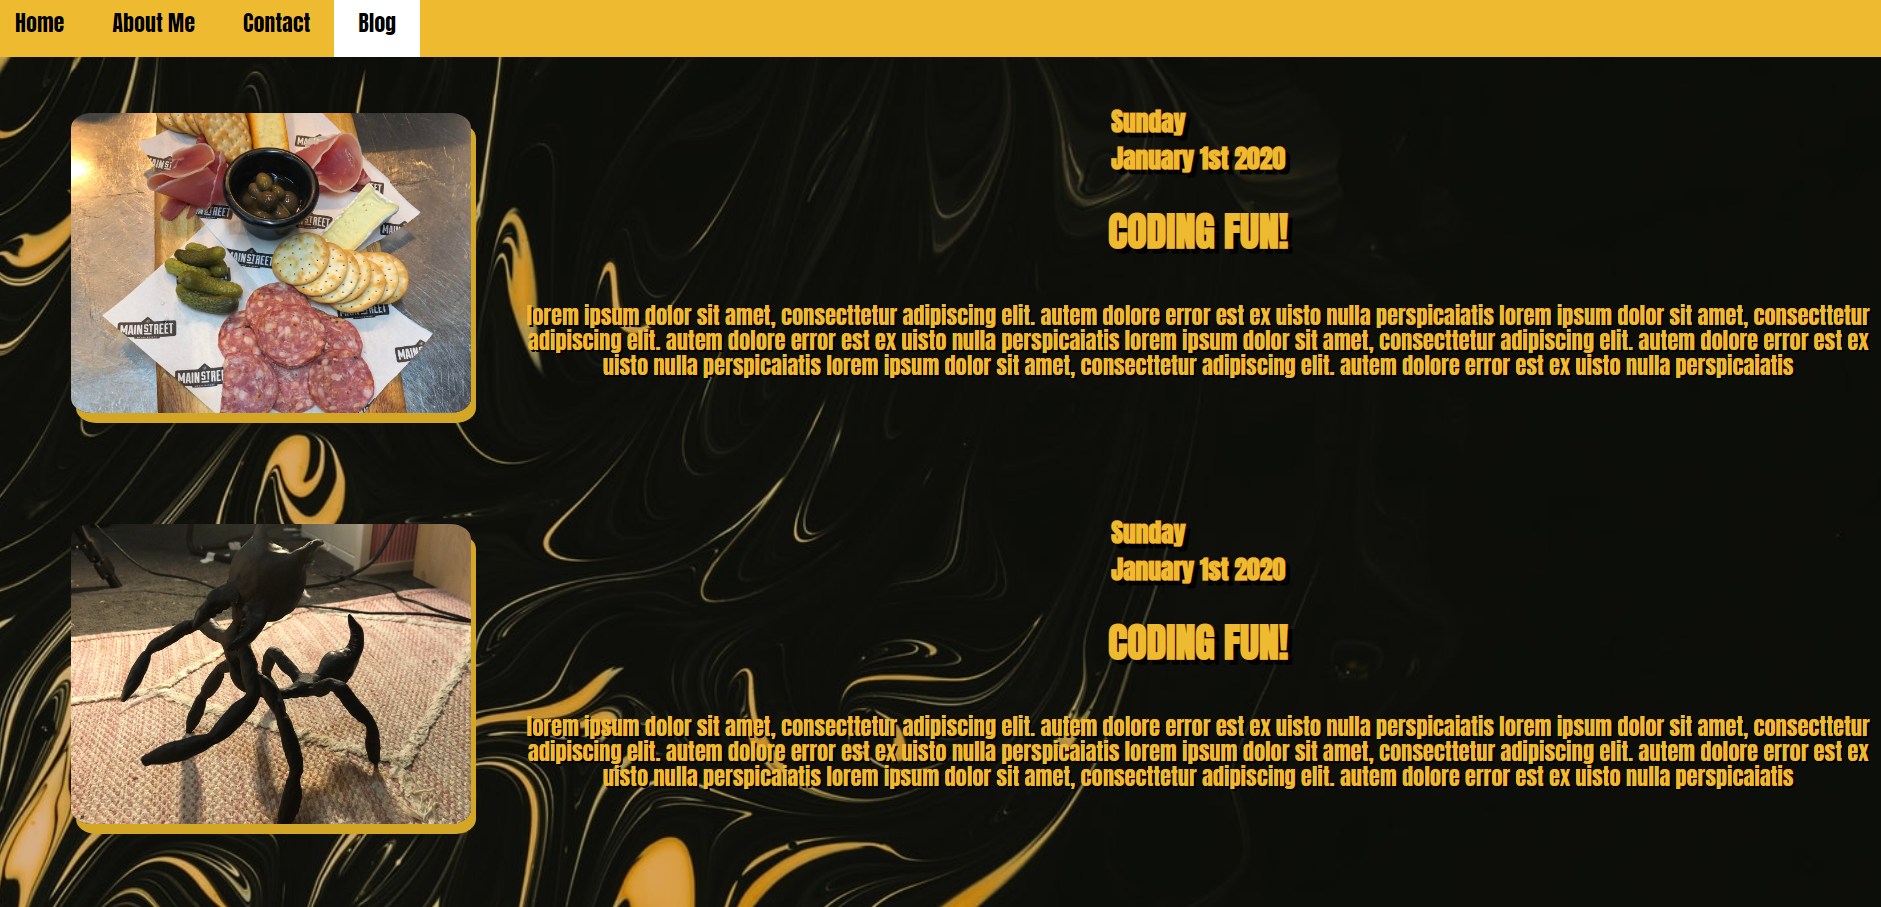 Home About Me Contact Blog
MAINSTREET
MAINSTREET
MAINSTREET
Sunday
January 1st 2020
CODING FUN!
lorem ipsum dolor sit amet, consecttetur adipiscing elit. autem dolore error est ex uisto nulla perspicaiatis lorem ipsum dolor sit amet, consecttetur
adipiscing elit. autem dolore error est ex uisto nulla perspicaiatis lorem ipsum dolor sit amet, consecttetur adipiscing elit. autem dolore error est ex
uisto nulla perspicaiatis lorem ipsum dolor sit amet, consecttetur adipiscing elit. autem dolore error est ex uisto nulla perspicaiatis
Sunday
January 1st 2020
CODING FUN!
lorem ipsum dolor sit amet, consecttetur adipiscing elit. autem dolore error est ex uisto nulla perspicaiatis lorem ipsum dolor sit amet, consecttetur
adipiscing elit. autem dolore error est ex uisto nulla perspicaiatis lorem ipsum dolor sit amet, consecttetur adipiscing elit. autem dolore error est ex
uisto nulla perspicaiatis lorem ipsum dolor sit amet, consecttetur adipiscing elit. autem dolore error est ex uisto nulla perspicaiatis